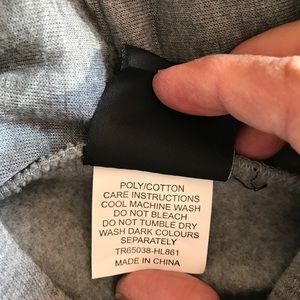 POLY/COTTON
CARE INSTRUCTIONS
COOL MACHINE WASH
DO NOT BLEACH
DO NOT TUMBLE DRY
WASH DARK COLOURS
SEPARATELY
TR65038-HL861
MADE IN CHINA